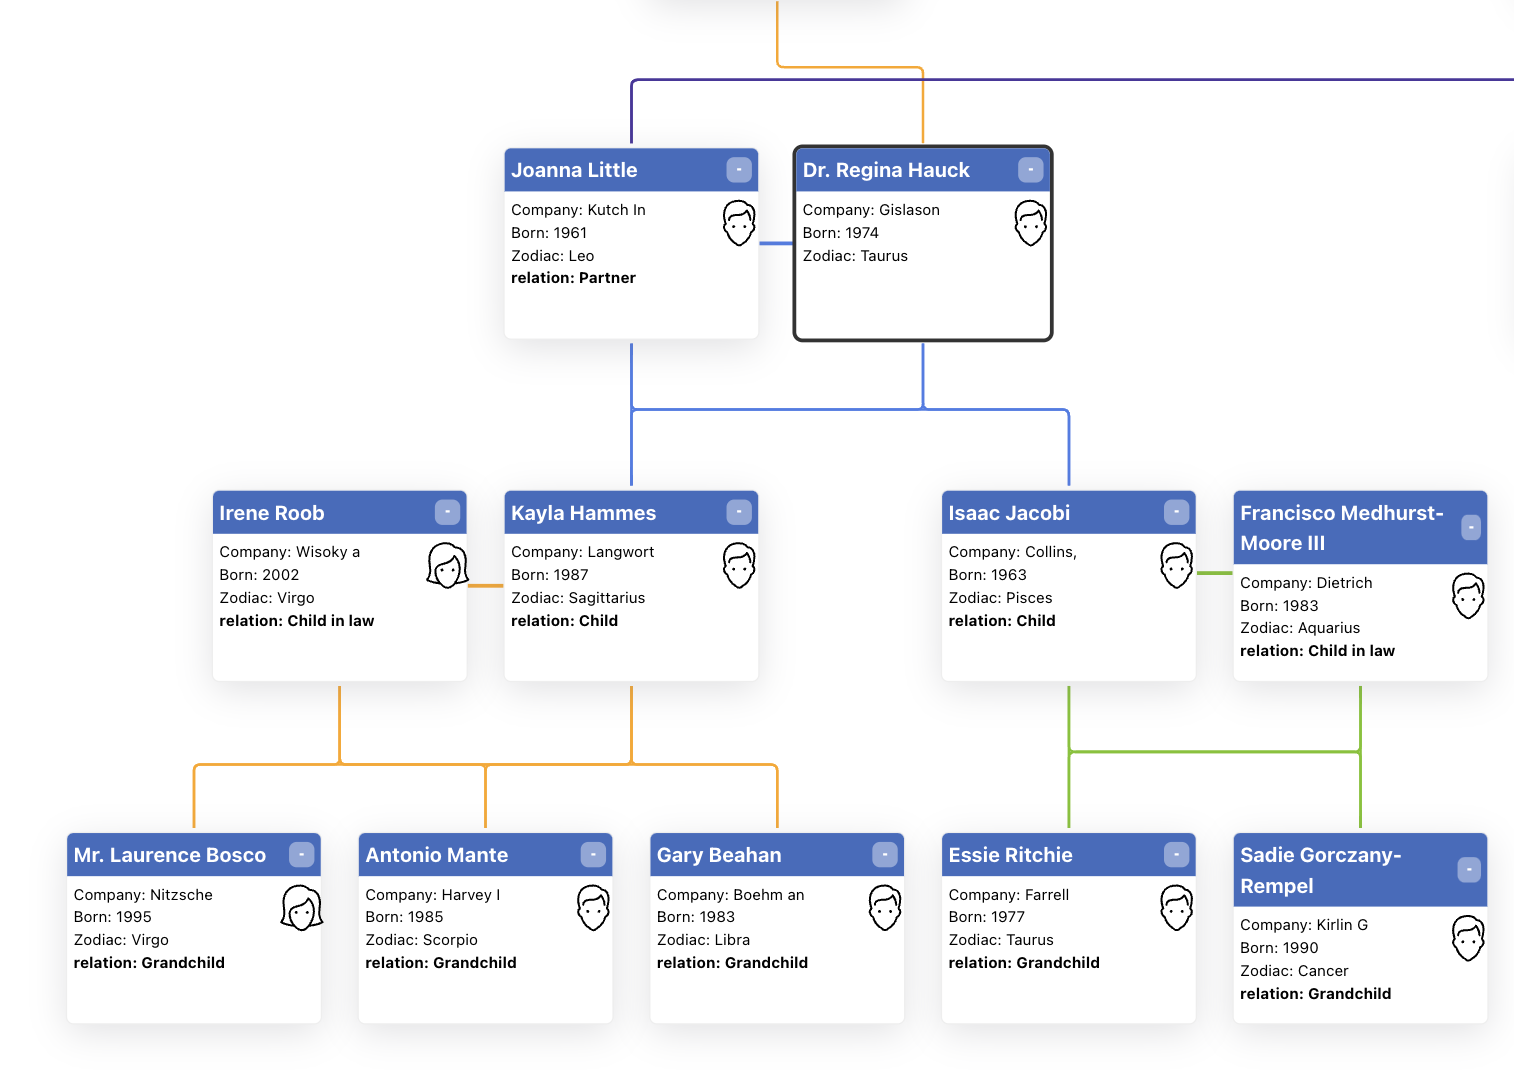 Joanna Little
-
Company: Kutch In
Born: 1961
Zodiac: Leo
relation: Partner
Dr. Regina Hauck
-
Company: Gislason
Born: 1974
Zodiac: Taurus
Irene Roob
-
Company: Wisoky a
Born: 2002
Zodiac: Virgo
relation: Child in law
Kayla Hammes
-
Company: Langwort
Born: 1987
Zodiac: Sagittarius
relation: Child
Isaac Jacobi
-
Company: Collins,
Born: 1963
Zodiac: Pisces
relation: Child
Francisco Medhurst-
Moore III
-
Company: Dietrich
Born: 1983
Zodiac: Aquarius
relation: Child in law
Mr. Laurence Bosco
-
Company: Nitzsche
Born: 1995
Zodiac: Virgo
relation: Grandchild
Antonio Mante
-
Company: Harvey I
Born: 1985
Zodiac: Scorpio
relation: Grandchild
Gary Beahan
-
Company: Boehm an
Born: 1983
Zodiac: Libra
relation: Grandchild
Essie Ritchie
-
Company: Farrell
Born: 1977
Zodiac: Taurus
relation: Grandchild
Sadie Gorczany-
Rempel
-
Company: Kirlin G
Born: 1990
Zodiac: Cancer
relation: Grandchild